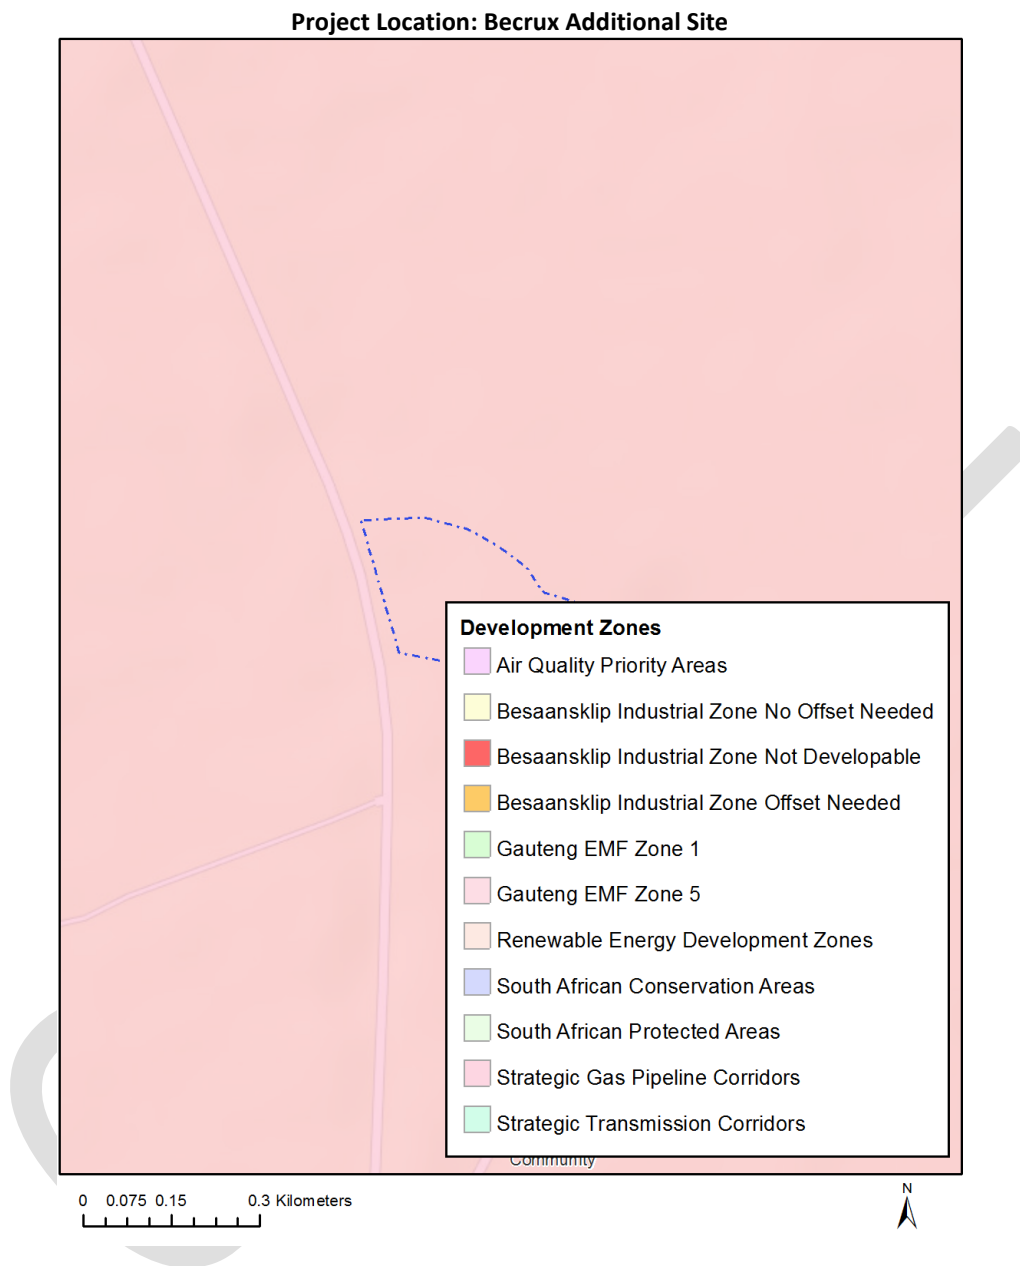 Project Location: Becrux Additional Site
Development Zones
Air Quality Priority Areas
Besaansklip Industrial Zone No Offset Needed
Besaansklip Industrial Zone Not Developable
Besaansklip Industrial Zone Offset Needed
Gauteng EMF Zone 1
Gauteng EMF Zone 5
Renewable Energy Development Zones
South African Conservation Areas
South African Protected Areas
Strategic Gas Pipeline Corridors
Strategic Transmission Corridors
Community
0 0.075 0.15 0.3 Kilometers
N